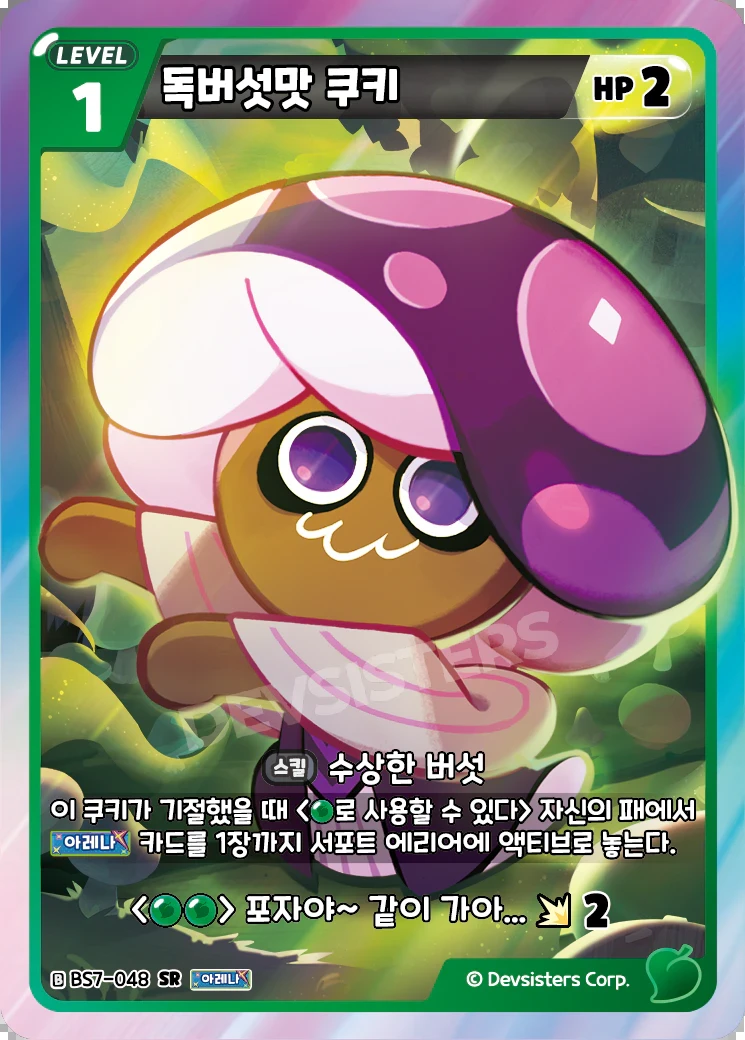 LEVEL
1
독버섯맛 쿠키
HP 2
DEVSISTERS
스킬 수상한 버섯
이 쿠키가 기절했을 때 <로 사용할 수 있다> 자신의 패에서
아레나 카드를 1장까지 서포트 에리어에 액티브로 놓는다.
< > 포자야~ 같이 가아... 2
B BS7-048 SR 아레나
© Devsisters Corp.